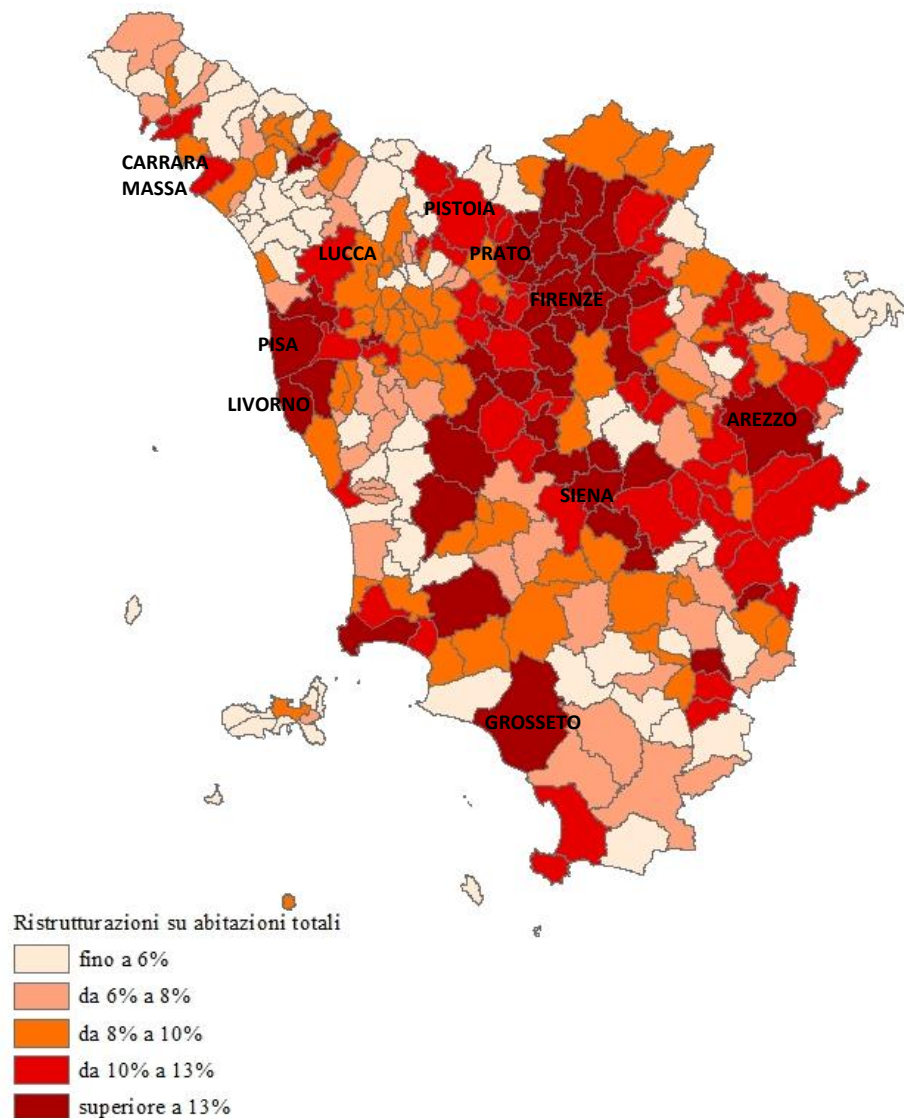 CARRARA
MASSA
PISTOIA
LUCCA
PRATO
FIRENZE
PISA
LIVORNO
AREZZO
SIENA
GROSSETO
Ristrutturazioni su abitazioni totali
fino a 6%
da 6% a 8%
da 8% a 10%
da 10% a 13%
superiore a 13%